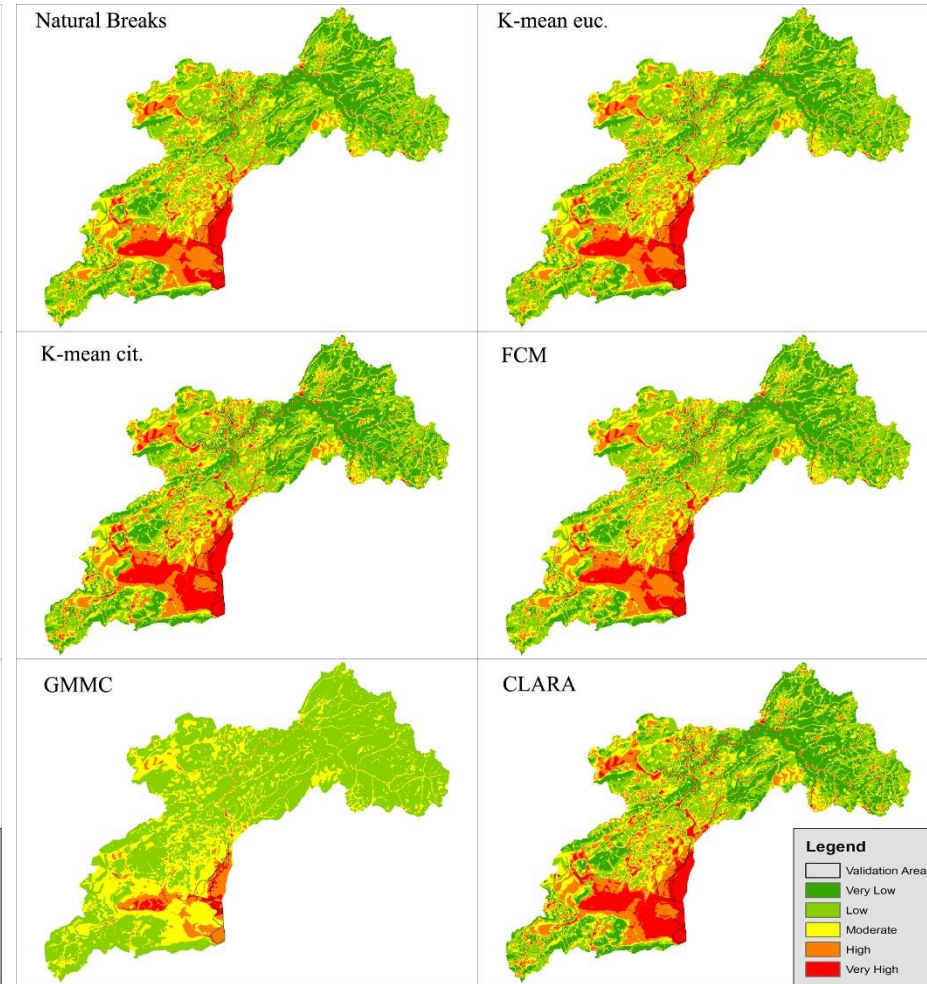 Natural Breaks
K-mean euc.
K-mean cit.
FCM
GMMC
CLARA
Legend
Validation Area
Very Low
Low
Moderate
High
Very High